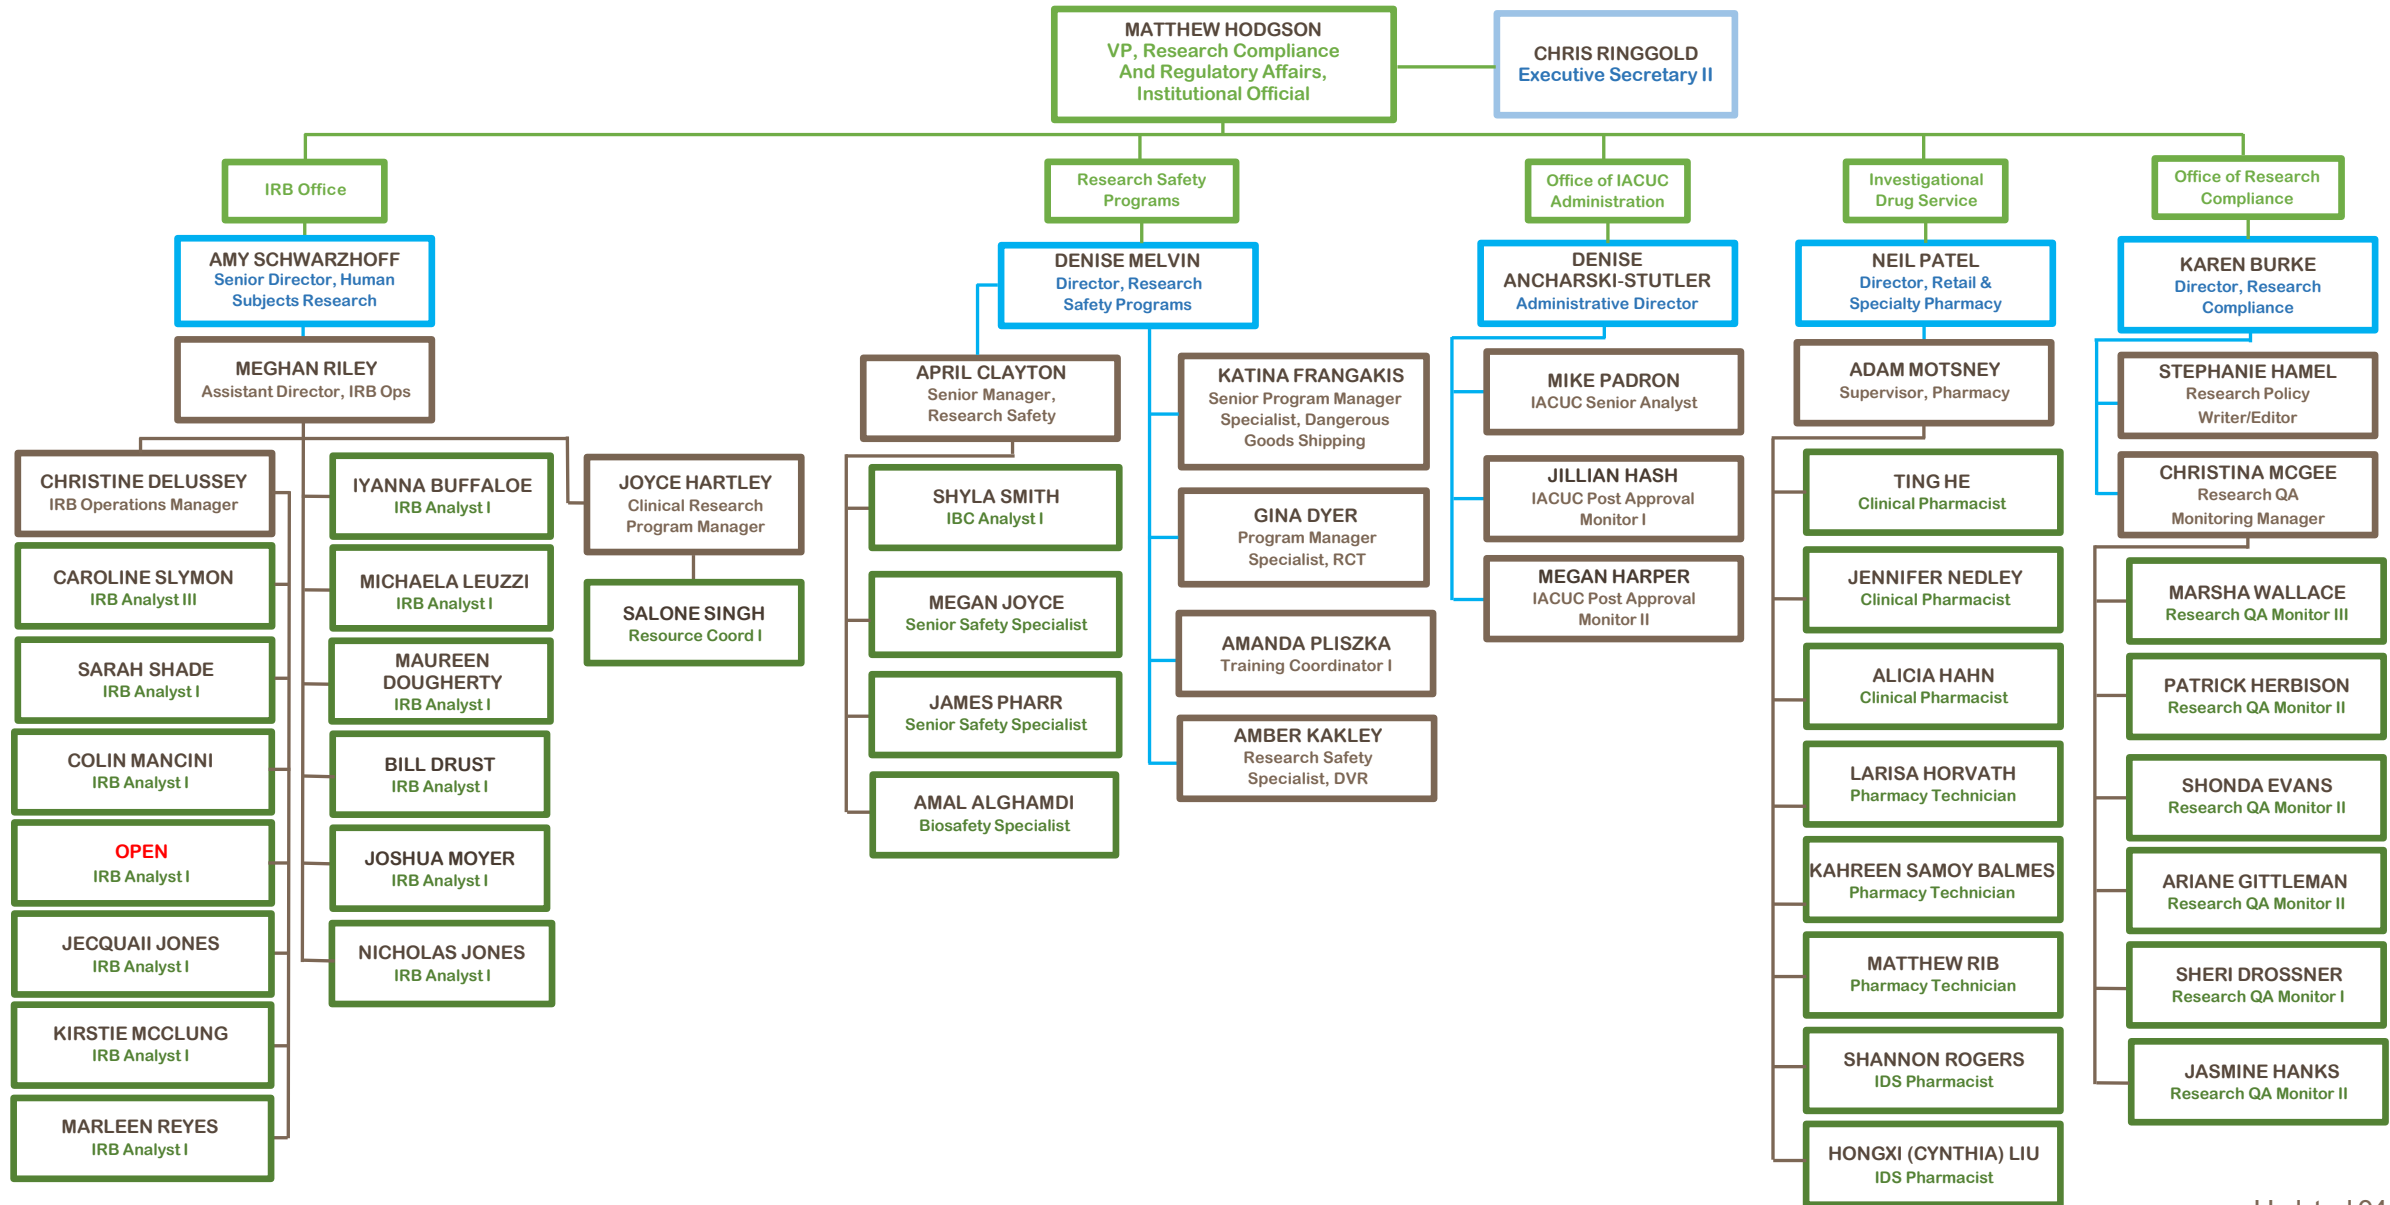 MATTHEW HODGSON
VP, Research Compliance
And Regulatory Affairs,
Institutional Official
CHRIS RINGGOLD
Executive Secretary II
IRB Office
Research Safety
Programs
Office of IACUC
Administration
Investigational
Drug Service
Office of Research
Compliance
AMY SCHWARZHOFF
Senior Director, Human
Subjects Research
DENISE MELVIN
Director, Research
Safety Programs
DENISE
ANCHARSKI-STUTLER
Administrative Director
NEIL PATEL
Director, Retail &
Specialty Pharmacy
KAREN BURKE
Director, Research
Compliance
MEGHAN RILEY
Assistant Director, IRB Ops
CHRISTINE DELUSSEY
IRB Operations Manager
CAROLINE SLYMON
IRB Analyst III
SARAH SHADE
IRB Analyst I
COLIN MANCINI
IRB Analyst I
OPEN
IRB Analyst I
JECQUAII JONES
IRB Analyst I
KIRSTIE MCCLUNG
IRB Analyst I
MARLEEN REYES
IRB Analyst I
IYANNA BUFFALOE
IRB Analyst I
MICHAELA LEUZZI
IRB Analyst I
MAUREEN
DOUGHERTY
IRB Analyst I
BILL DRUST
IRB Analyst I
JOSHUA MOYER
IRB Analyst I
NICHOLAS JONES
IRB Analyst I
JOYCE HARTLEY
Clinical Research
Program Manager
SALONE SINGH
Resource Coord I
APRIL CLAYTON
Senior Manager,
Research Safety
SHYLA SMITH
IBC Analyst I
MEGAN JOYCE
Senior Safety Specialist
JAMES PHARR
Senior Safety Specialist
AMAL ALGHAMDI
Biosafety Specialist
KATINA FRANGAKIS
Senior Program Manager
Specialist, Dangerous
Goods Shipping
GINA DYER
Program Manager
Specialist, RCT
AMANDA PLISZKA
Training Coordinator I
AMBER KAKLEY
Research Safety
Specialist, DVR
MIKE PADRON
IACUC Senior Analyst
JILLIAN HASH
IACUC Post Approval
Monitor I
MEGAN HARPER
IACUC Post Approval
Monitor II
ADAM MOTSNEY
Supervisor, Pharmacy
TING HE
Clinical Pharmacist
JENNIFER NEDLEY
Clinical Pharmacist
ALICIA HAHN
Clinical Pharmacist
LARISA HORVATH
Pharmacy Technician
KAHREEN SAMOY BALMES
Pharmacy Technician
MATTHEW RIB
Pharmacy Technician
SHANNON ROGERS
IDS Pharmacist
HONGXI (CYNTHIA) LIU
IDS Pharmacist
STEPHANIE HAMEL
Research Policy
Writer/Editor
CHRISTINA MCGEE
Research QA
Monitoring Manager
MARSHA WALLACE
Research QA Monitor III
PATRICK HERBISON
Research QA Monitor II
SHONDA EVANS
Research QA Monitor II
ARIANE GITTLEMAN
Research QA Monitor II
SHERI DROSSNER
Research QA Monitor I
JASMINE HANKS
Research QA Monitor II